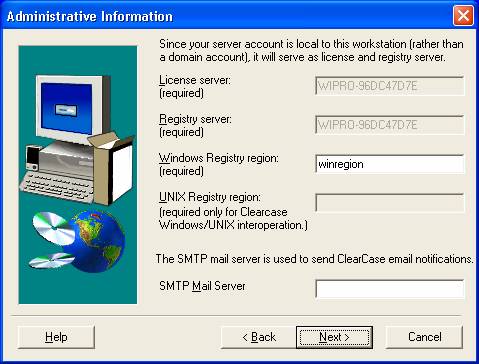 Administrative Information
Since your server account is local to this workstation (rather than
a domain account), it will serve as license and registry server.
License server:
(required)
WIPRO-96DC47D7E
Registry server:
(required)
WIPRO-96DC47D7E
Windows Registry region:
(required)
winregion
UNIX Registry region:
(required only for Clearcase
Windows/UNIX interoperation.)
The SMTP mail server is used to send ClearCase email notifications.
SMTP Mail Server
Help
< Back
Next >
Cancel